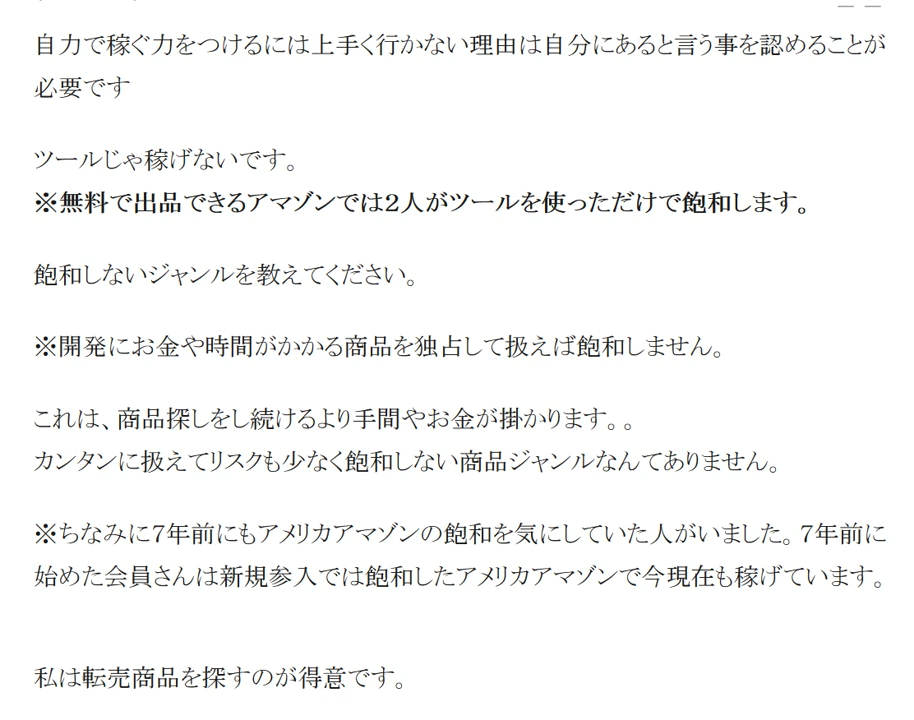 自力で稼ぐ力をつけるには上手く行かない理由は自分にあると言う事を認めることが
必要です
ツールじゃ稼げないです。
※無料で出品できるアマゾンでは２人がツールを使っただけで飽和します。
飽和しないジャンルを教えてください。
※開発にお金や時間がかかる商品を独占して扱えば飽和しません。
これは、商品探しをし続けるより手間やお金が掛かります。。
カンタンに扱えてリスクも少なく飽和しない商品ジャンルなんてありません。
※ちなみに７年前にもアメリカアマゾンの飽和を気にしていた人がいました。７年前に
始めた会員さんは新規参入では飽和したアメリカアマゾンで今現在も稼げています。
私は転売商品を探すのが得意です。